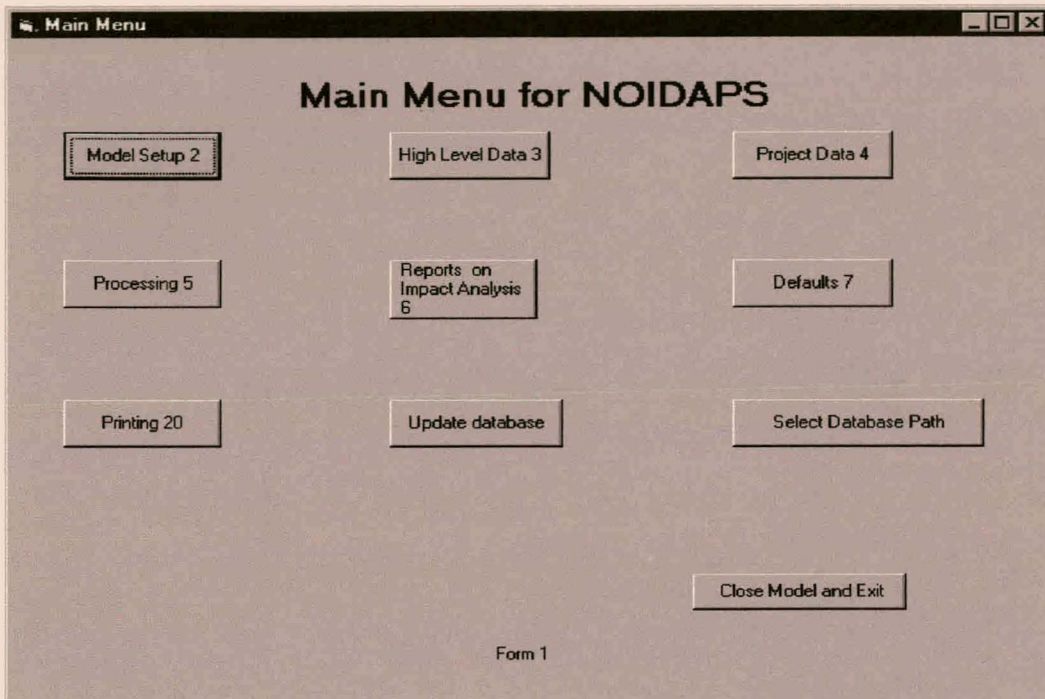 Main Menu
Main Menu for NOIDAPS
Model Setup 2
High Level Data 3
Project Data 4
Processing 5
Reports on
Impact Analysis
6
Defaults 7
Printing 20
Update database
Select Database Path
Close Model and Exit
Form 1